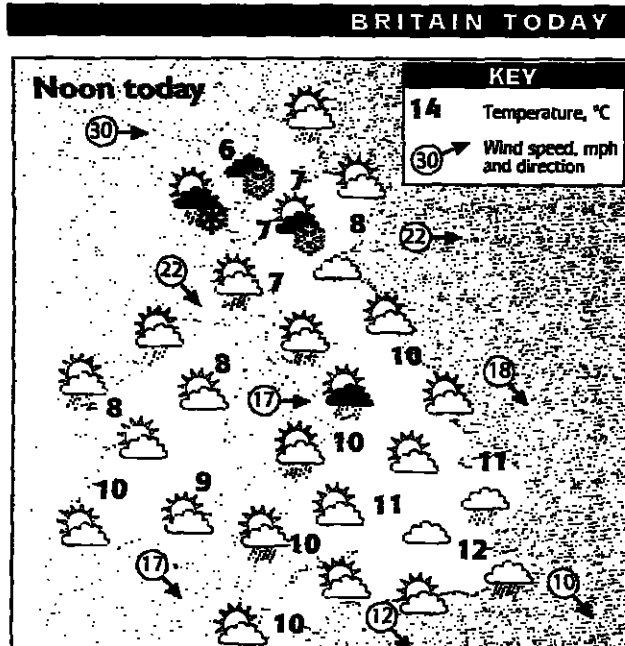 BRITAIN TODAY
Noon today
KEY
14 Temperature, °C
30 Wind speed, mph
and direction
30
6
7
7 8
22
22 7
10
8 18
8 17
10
11
10 9
11
10 12
17
10
10 12